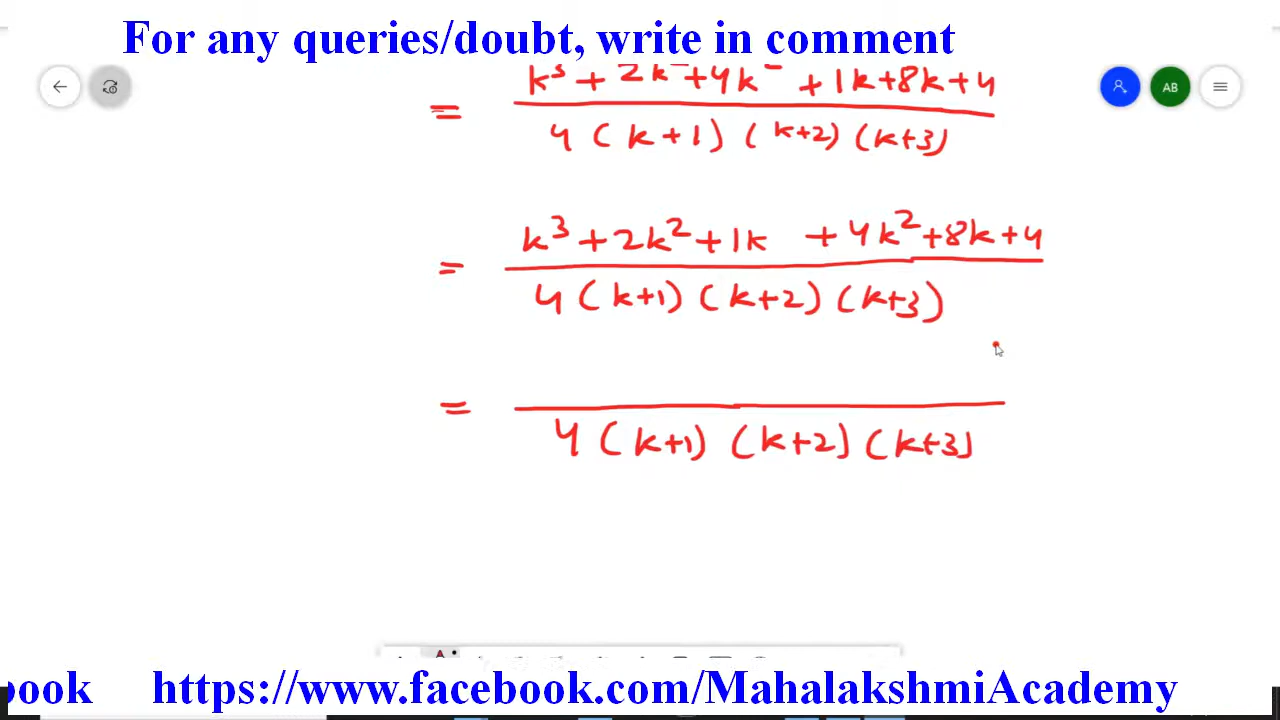 For any queries/doubt, write in comment
k³ + 2k² + 4k² + 1k + 8k + 4
=
4 (k+1) (k+2) (k+3)
AB
k³ + 2k² + 1k + 4k² + 8k + 4
=
4 (k+1) (k+2) (k+3)
=
4 (k+1) (k+2) (k+3)
ook https://www.facebook.com/MahalakshmiAcademy